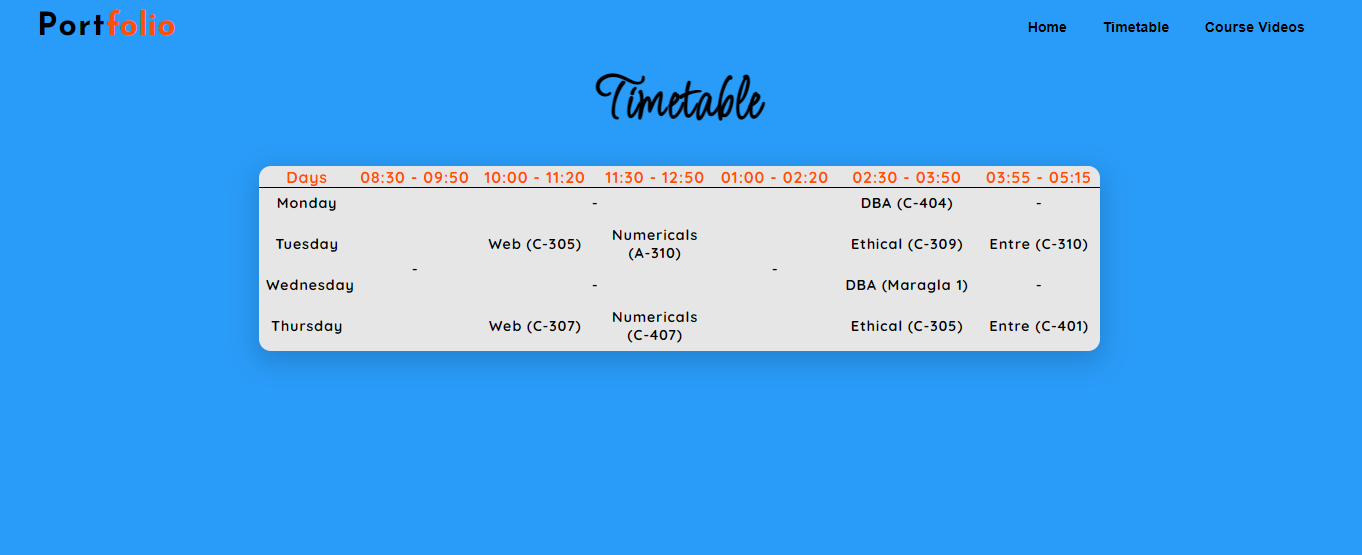 Portfolio
Home Timetable Course Videos
Timetable
Days 08:30 - 09:50 10:00 - 11:20 11:30 - 12:50 01:00 - 02:20 02:30 - 03:50 03:55 - 05:15
Monday - DBA (C-404) -
Tuesday Web (C-305) Numericals (A-310) Ethical (C-309) Entre (C-310)
- -
Wednesday - DBA (Maragla 1) -
Thursday Web (C-307) Numericals (C-407) Ethical (C-305) Entre (C-401)